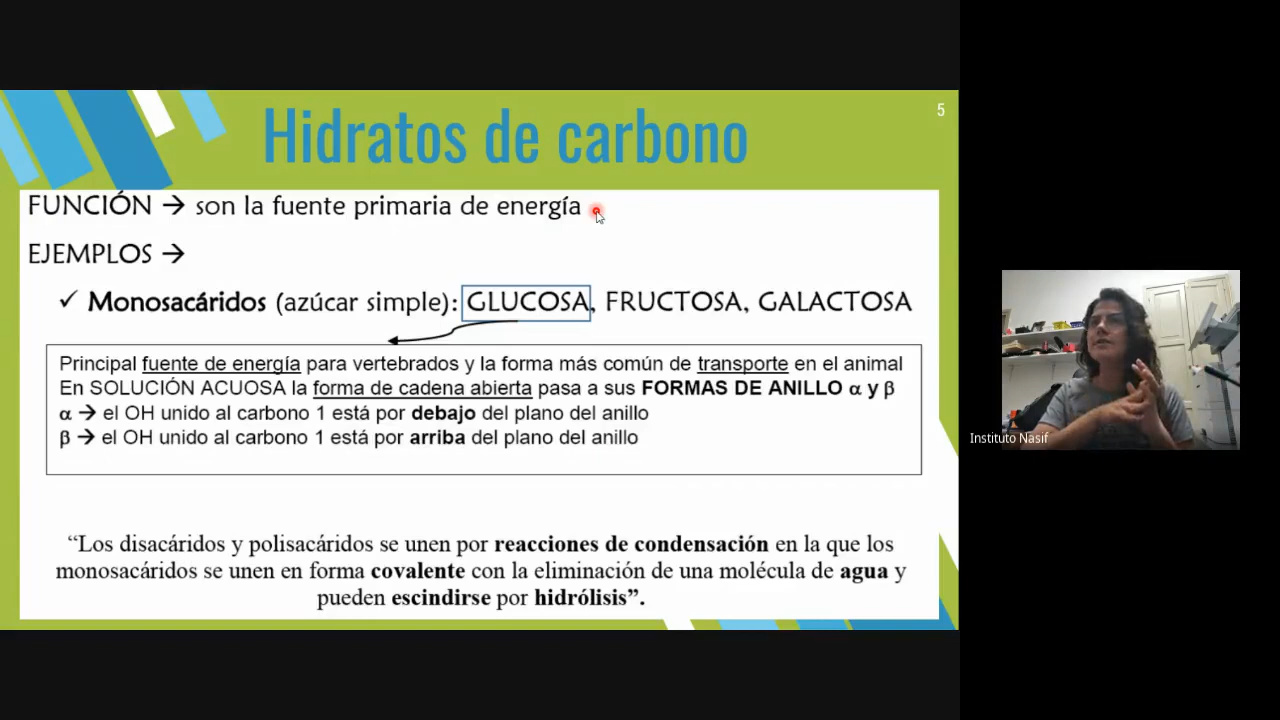 Hidratos de carbono
5
FUNCIÓN → son la fuente primaria de energía
EJEMPLOS →
✓ Monosacáridos (azúcar simple): GLUCOSA, FRUCTOSA, GALACTOSA
Principal fuente de energía para vertebrados y la forma más común de transporte en el animal
En SOLUCIÓN ACUOSA la forma de cadena abierta pasa a sus FORMAS DE ANILLO α y β
α → el OH unido al carbono 1 está por debajo del plano del anillo
β → el OH unido al carbono 1 está por arriba del plano del anillo
“Los disacáridos y polisacáridos se unen por reacciones de condensación en la que los
monosacáridos se unen en forma covalente con la eliminación de una molécula de agua y
pueden escindirse por hidrólisis”.
Instituto Nasif